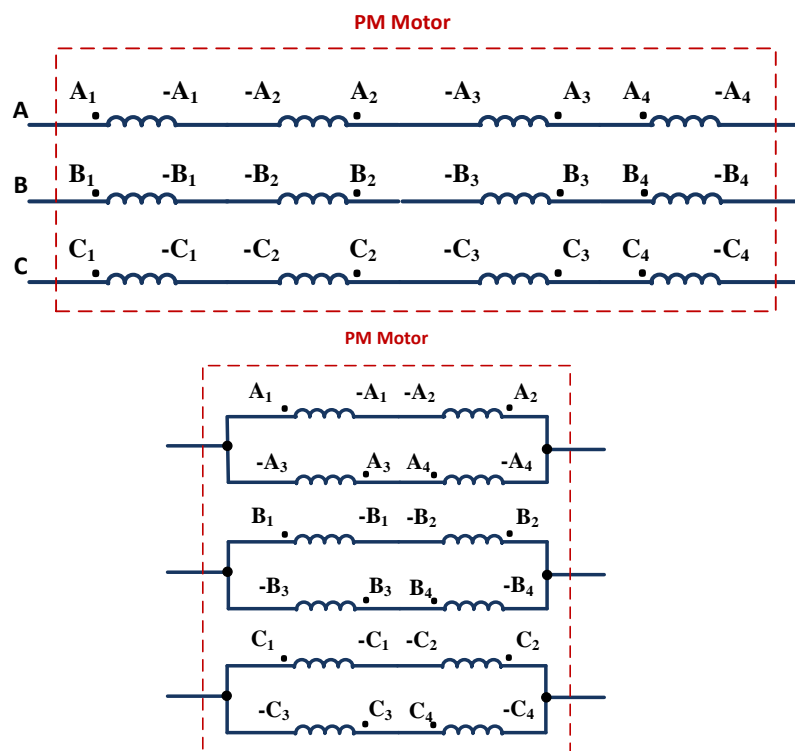 PM Motor
A₁ -A₁ -A₂ A₂ -A₃ A₃ A₄ -A₄
A
B₁ -B₁ -B₂ B₂ -B₃ B₃ B₄ -B₄
B
C₁ -C₁ -C₂ C₂ -C₃ C₃ C₄ -C₄
C
PM Motor
A₁ -A₁ -A₂ A₂
-A₃ A₃ A₄ -A₄
B₁ -B₁ -B₂ B₂
-B₃ B₃ B₄ -B₄
C₁ -C₁ -C₂ C₂
-C₃ C₃ C₄ -C₄